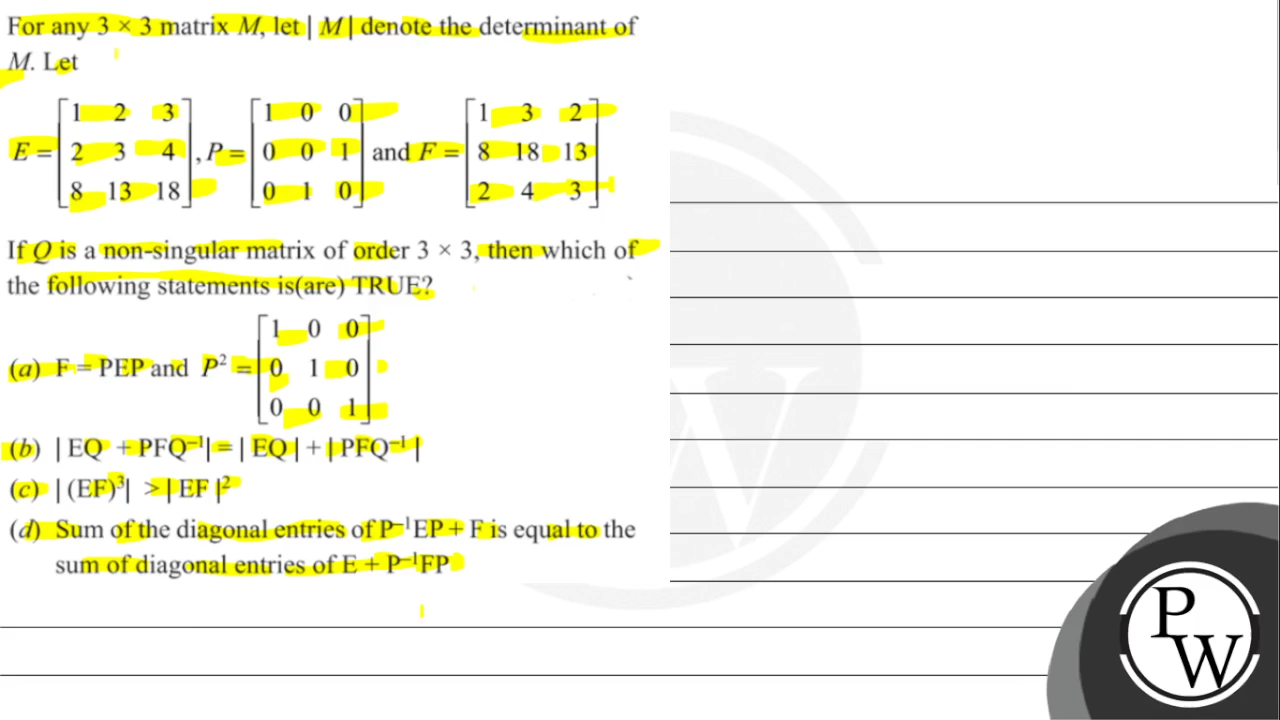 For any 3 × 3 matrix M, let | M | denote the determinant of
M. Let
E = [1 2 3; 2 3 4; 8 13 18], P = [1 0 0; 0 0 1; 0 1 0] and F = [1 3 2; 8 18 13; 2 4 3]
If Q is a non-singular matrix of order 3 × 3, then which of
the following statements is(are) TRUE?
(a) F = PEP and P² = [1 0 0; 0 1 0; 0 0 1]
(b) | EQ + PFQ⁻¹| = | EQ | + | PFQ⁻¹ |
(c) | (EF)³| > | EF |²
(d) Sum of the diagonal entries of P⁻¹EP + F is equal to the
sum of diagonal entries of E + P⁻¹FP
P
W